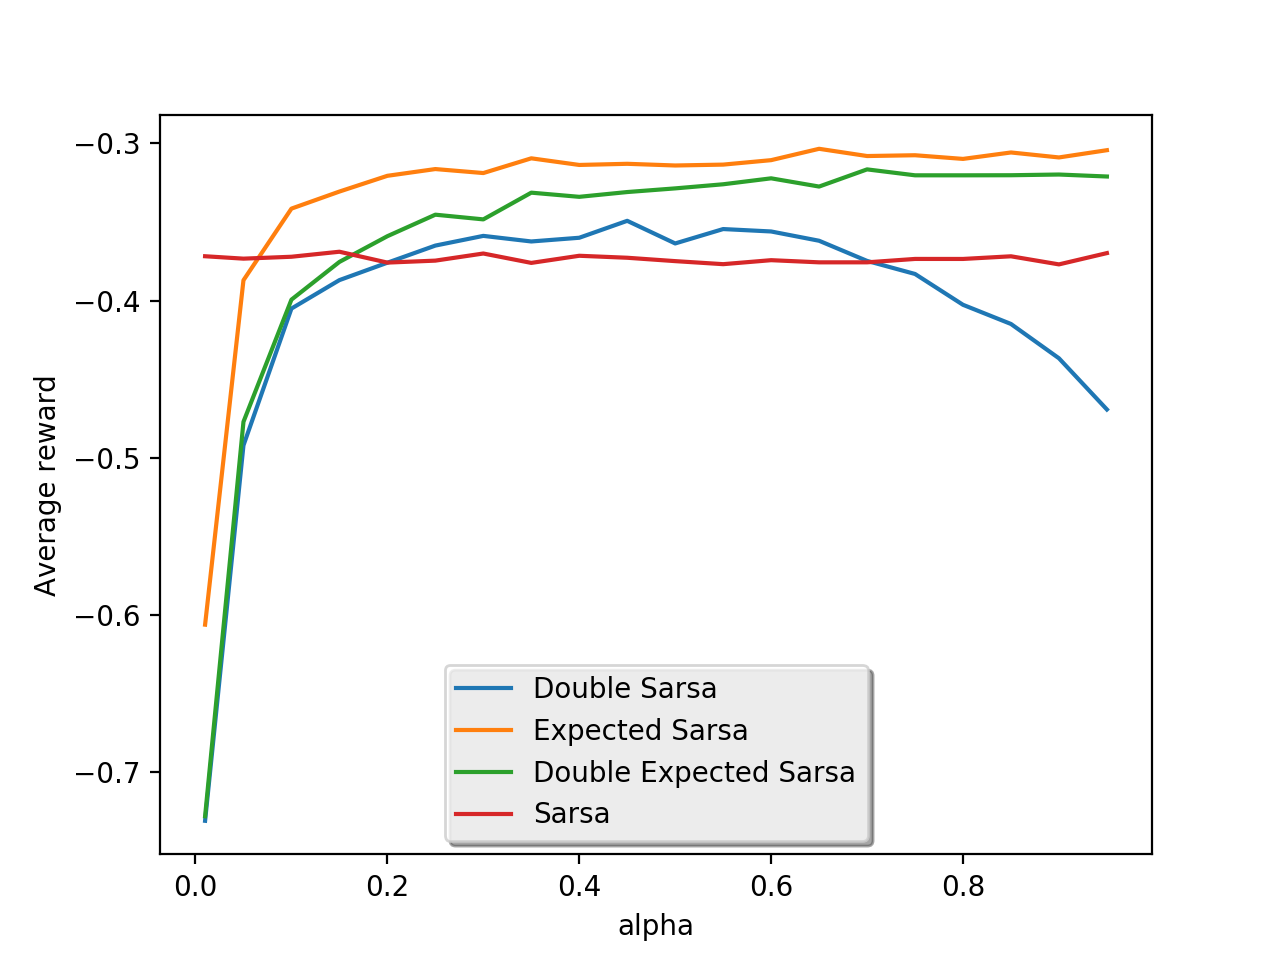 −0.3
−0.4
−0.5
−0.6
−0.7
Average reward
Double Sarsa
Expected Sarsa
Double Expected Sarsa
Sarsa
0.0 0.2 0.4 0.6 0.8
alpha